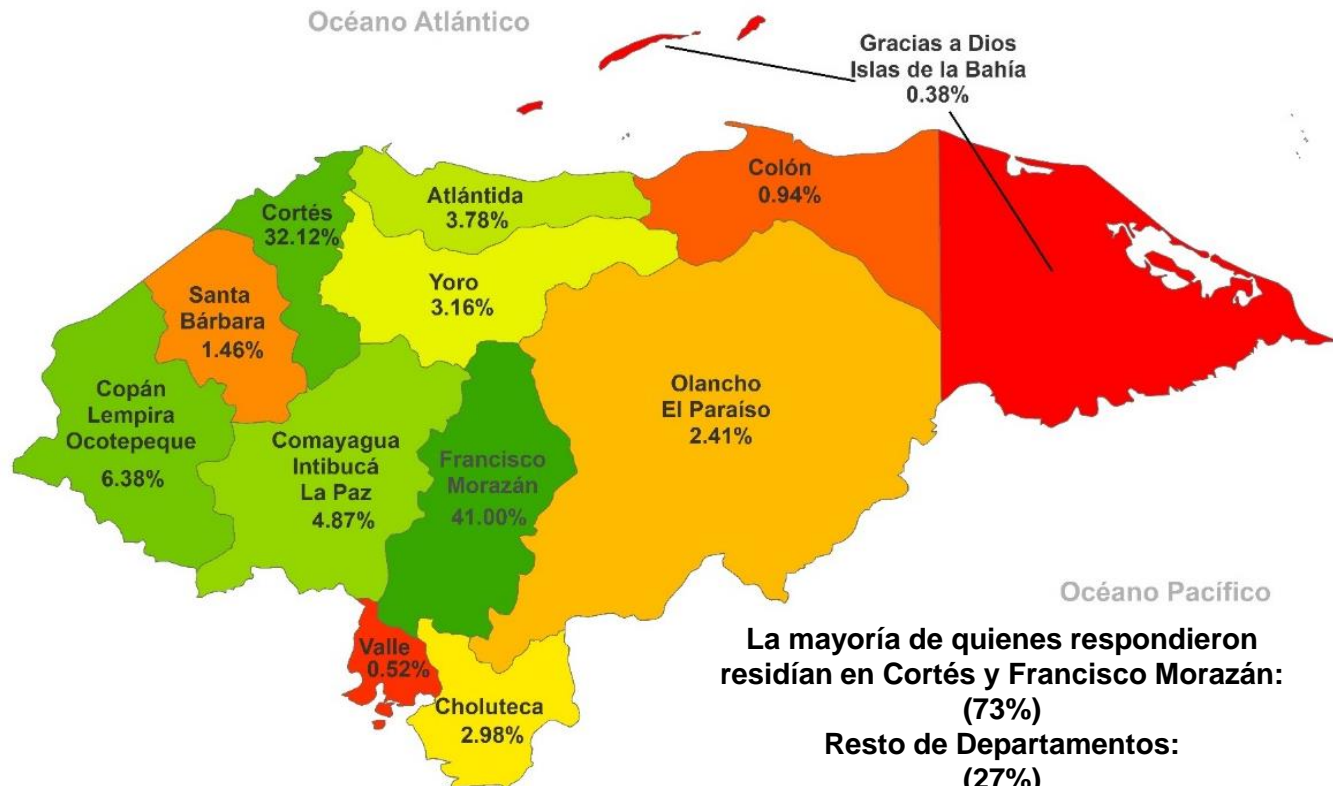 Océano Atlántico
Gracias a Dios
Islas de la Bahía
0.38%
Colón
0.94%
Atlántida
3.78%
Cortés
32.12%
Yoro
3.16%
Santa
Bárbara
1.46%
Copán
Lempira
Ocotepeque
6.38%
Comayagua
Intibucá
La Paz
4.87%
Francisco
Morazán
41.00%
Olancho
El Paraíso
2.41%
Valle
0.52%
Choluteca
2.98%
Océano Pacífico
La mayoría de quienes respondieron
residían en Cortés y Francisco Morazán:
(73%)
Resto de Departamentos:
(27%)